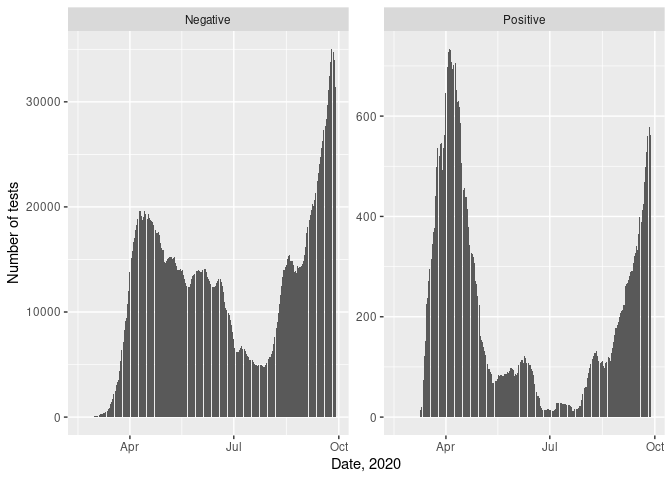 Negative
Positive
Number of tests
30000
20000
10000
0
600
400
200
0
Apr
Jul
Oct
Apr
Jul
Oct
Date, 2020